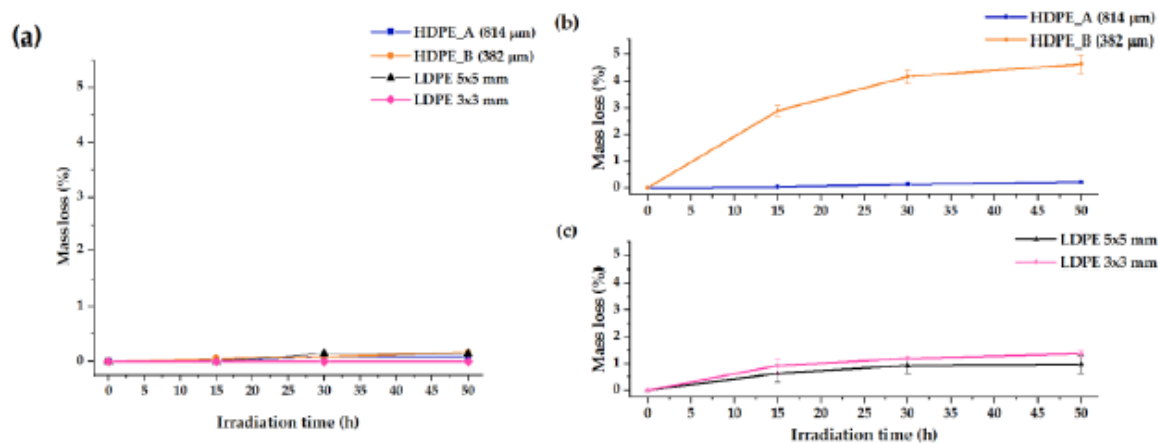 (a)
HDPE_A (814 µm)
HDPE_B (382 µm)
LDPE 5x5 mm
LDPE 3x3 mm
5
4
3
2
1
0
Mass loss (%)
0 5 10 15 20 25 30 35 40 45 50
Irradiation time (h)
(b)
HDPE_A (814 µm)
HDPE_B (382 µm)
5
4
3
2
1
0
Mass loss (%)
0 5 10 15 20 25 30 35 40 45 50
(c)
LDPE 5x5 mm
LDPE 3x3 mm
5
4
3
2
1
0
Mass loss (%)
0 5 10 15 20 25 30 35 40 45 50
Irradiation time (h)